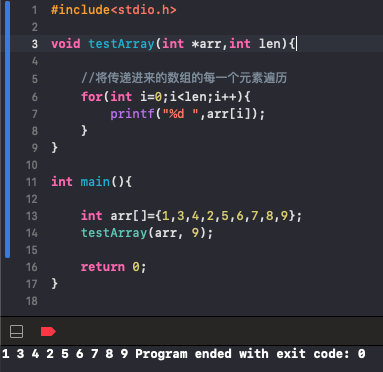 1 #include<stdio.h>
2
3 void testArray(int *arr,int len){
4
5     //将传递进来的数组的每一个元素遍历
6     for(int i=0;i<len;i++){
7         printf("%d ",arr[i]);
8     }
9 }
10
11 int main(){
12
13     int arr[]={1,3,4,2,5,6,7,8,9};
14     testArray(arr, 9);
15
16     return 0;
17 }
18
1 3 4 2 5 6 7 8 9 Program ended with exit code: 0